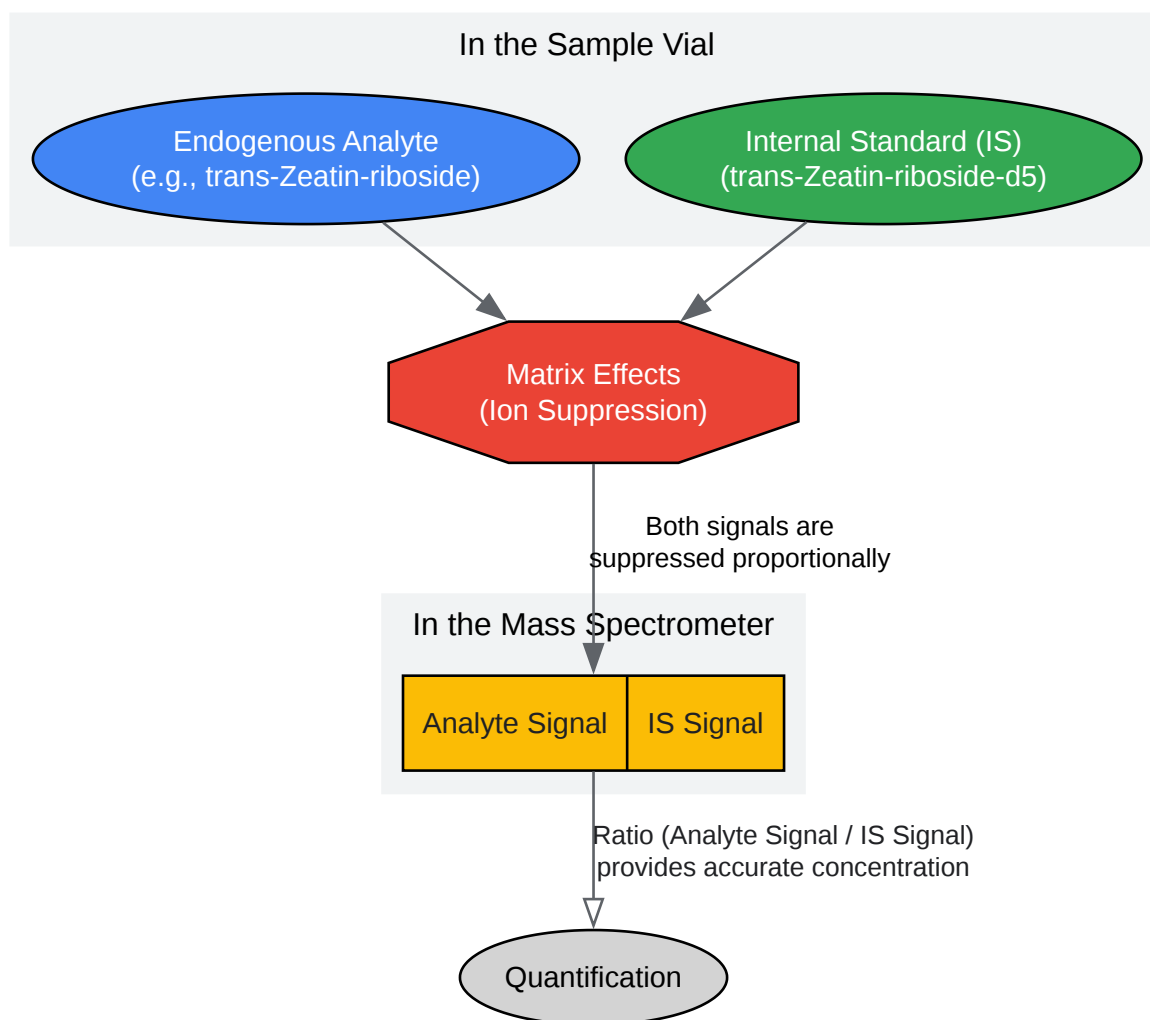 In the Sample Vial
Endogenous Analyte
(e.g., trans-Zeatin-riboside)
Internal Standard (IS)
(trans-Zeatin-riboside-d5)
Matrix Effects
(Ion Suppression)
Both signals are
suppressed proportionally
In the Mass Spectrometer
Analyte Signal
IS Signal
Ratio (Analyte Signal / IS Signal)
provides accurate concentration
Quantification